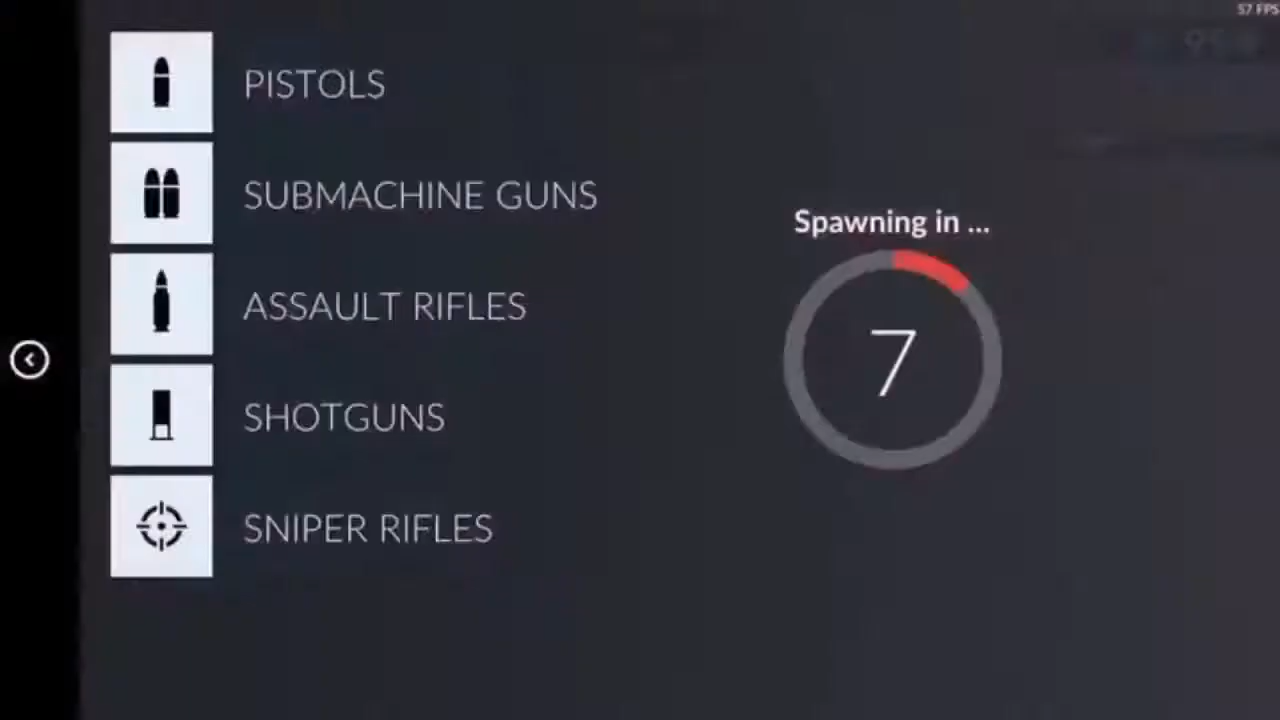 57 FPS
PISTOLS
SUBMACHINE GUNS
ASSAULT RIFLES
SHOTGUNS
SNIPER RIFLES
Spawning in ...
7